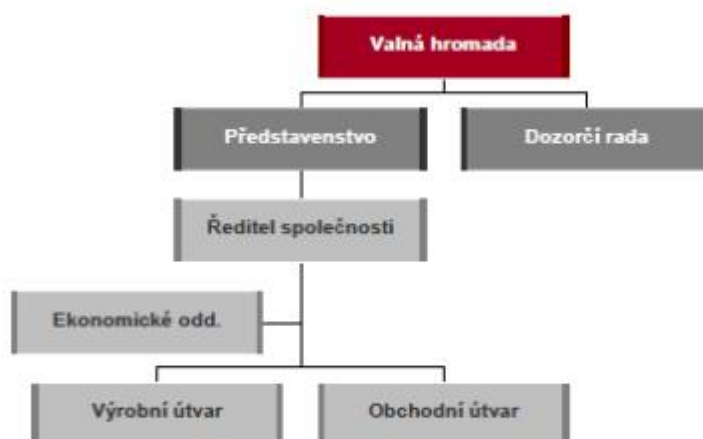 Valná hromada
Představenstvo
Dozorčí rada
Ředitel společnosti
Ekonomické odd.
Výrobní útvar
Obchodní útvar